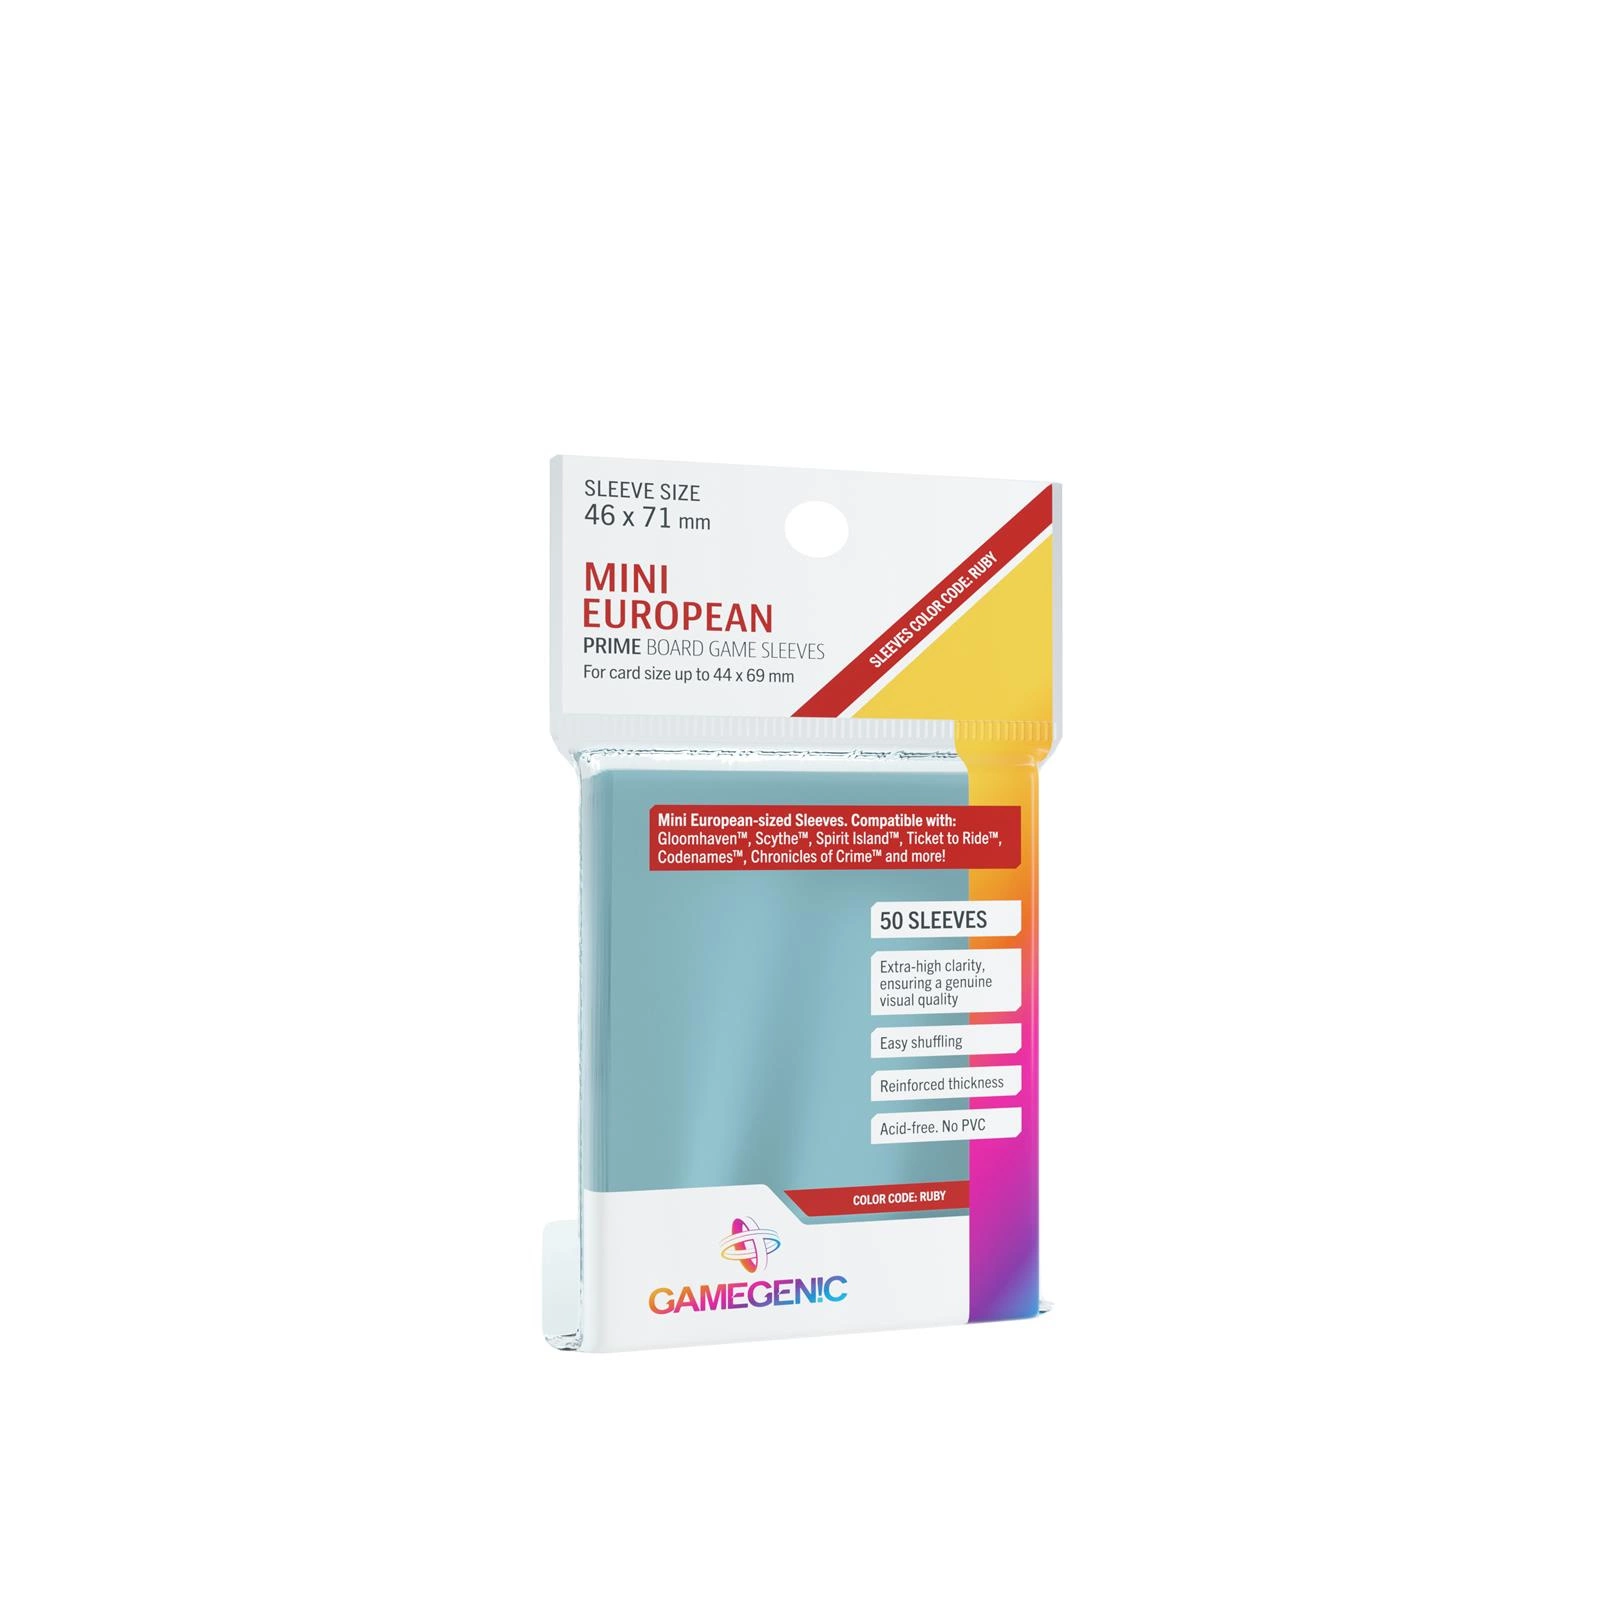 SLEEVE SIZE
46 x 71 mm
MINI
EUROPEAN
PRIME BOARD GAME SLEEVES
For card size up to 44 x 69 mm
SLEEVES COLOR CODE: RUBY
Mini European-sized Sleeves. Compatible with:
Gloomhaven™, Scythe™, Spirit Island™, Ticket to Ride™,
Codenames™, Chronicles of Crime™ and more!
50 SLEEVES
Extra-high clarity,
ensuring a genuine
visual quality
Easy shuffling
Reinforced thickness
Acid-free. No PVC
COLOR CODE: RUBY
GAMEGEN!C